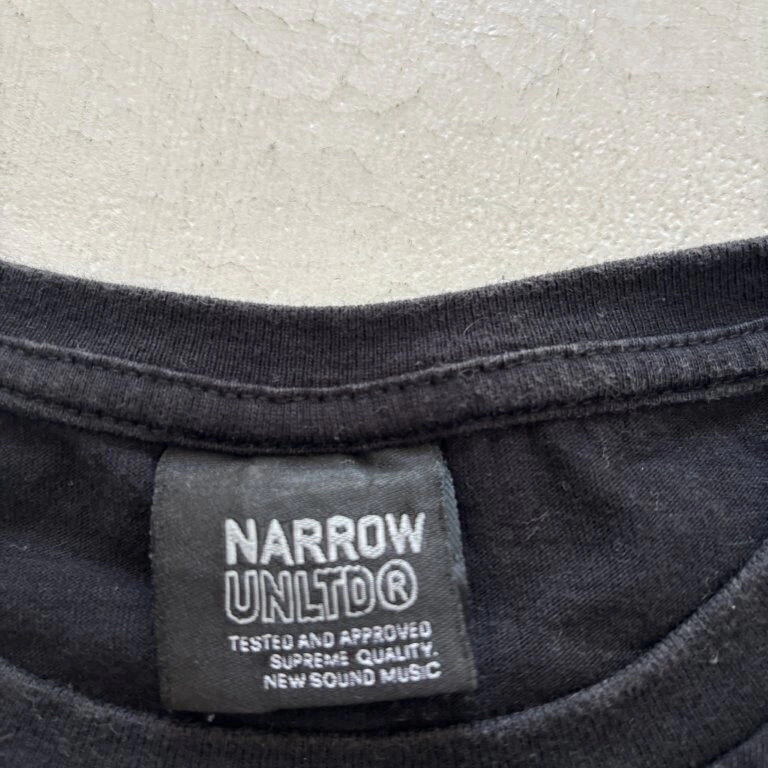 NARROW
UNLTD®
TESTED AND APPROVED
SUPREME QUALITY.
NEW SOUND MUSIC